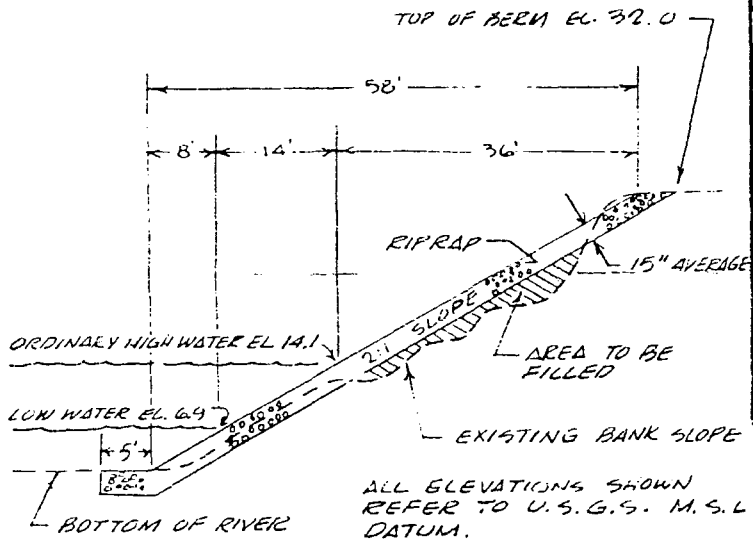 TOP OF BERM EL. 32.0
58'
8'
14'
36'
RIPRAP
15" AVERAGE
2:1 SLOPE
ORDINARY HIGH WATER EL 14.1
AREA TO BE
FILLED
LOW WATER EL. 6.9
5'
EXISTING BANK SLOPE
BOTTOM OF RIVER
ALL ELEVATIONS SHOWN
REFER TO U.S.G.S. M.S.L
DATUM.